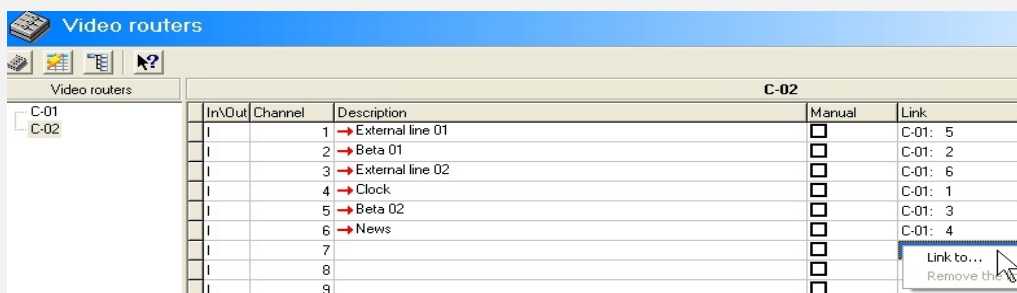 Video routers
Video routers C-02
C-01
C-02
In\Out Channel Description Manual Link
I 1 External line 01 C-01: 5
I 2 Beta 01 C-01: 2
I 3 External line 02 C-01: 6
I 4 Clock C-01: 1
I 5 Beta 02 C-01: 3
I 6 News C-01: 4
I 7
I 8
I 9
Link to...
Remove the